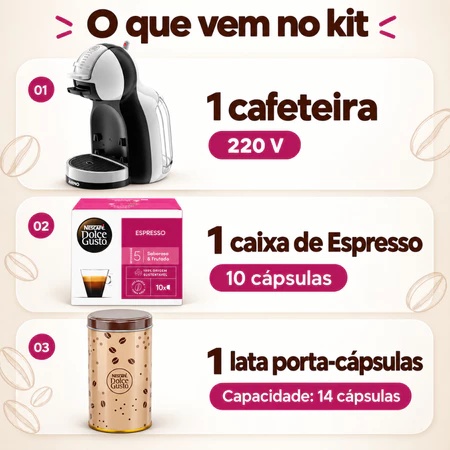 O que vem no kit
01
1 cafeteira
220 V
02
NESCAFÉ
Dolce
Gusto
ESPRESSO
5
10x
1 caixa de Espresso
10 cápsulas
03
NESCAFÉ
Dolce
Gusto
1 lata porta-cápsulas
Capacidade: 14 cápsulas